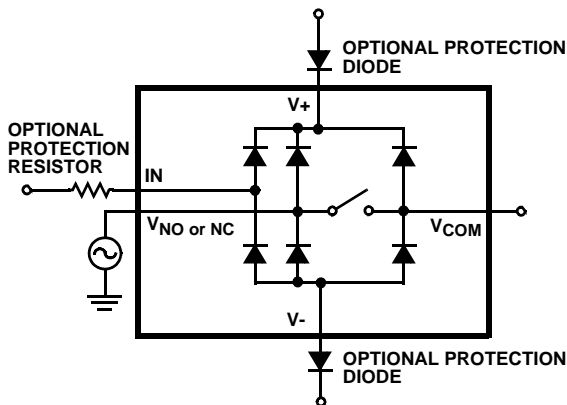 OPTIONAL PROTECTION
DIODE
V+
OPTIONAL
PROTECTION
RESISTOR
IN
VNO or NC
VCOM
V-
OPTIONAL PROTECTION
DIODE